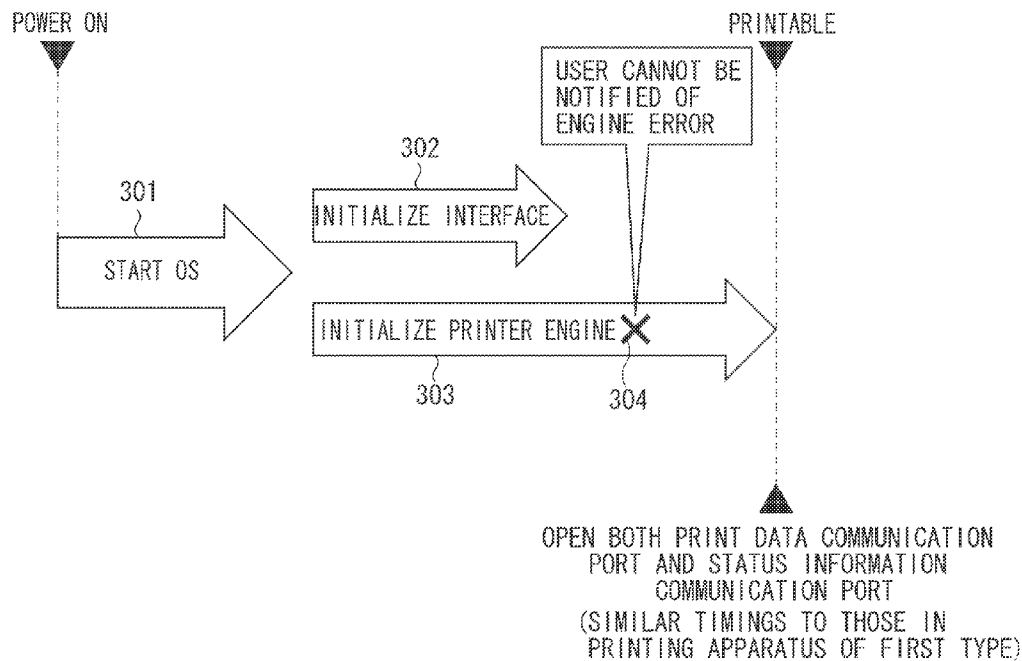 POWER ON
PRINTABLE
USER CANNOT BE
NOTIFIED OF
ENGINE ERROR
302
301
INITIALIZE INTERFACE
START OS
INITIALIZE PRINTER ENGINE
303
304
OPEN BOTH PRINT DATA COMMUNICATION
PORT AND STATUS INFORMATION
COMMUNICATION PORT
(SIMILAR TIMINGS TO THOSE IN
PRINTING APPARATUS OF FIRST TYPE)